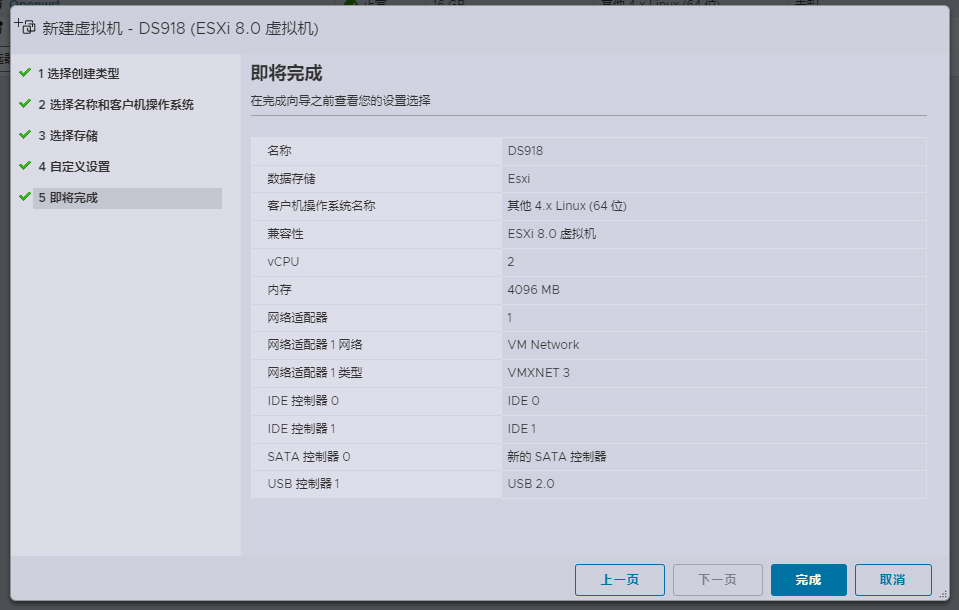 Openwrt
16 GB
新建虚拟机 - DS918 (ESXi 8.0 虚拟机)
1 选择创建类型
2 选择名称和客户机操作系统
3 选择存储
4 自定义设置
5 即将完成
即将完成
在完成向导之前查看您的设置选择
名称 DS918
数据存储 Esxi
客户机操作系统名称 其他 4.x Linux (64 位)
兼容性 ESXi 8.0 虚拟机
vCPU 2
内存 4096 MB
网络适配器 1
网络适配器 1 网络 VM Network
网络适配器 1 类型 VMXNET 3
IDE 控制器 0 IDE 0
IDE 控制器 1 IDE 1
SATA 控制器 0 新的 SATA 控制器
USB 控制器 1 USB 2.0
上一页 下一页 完成 取消